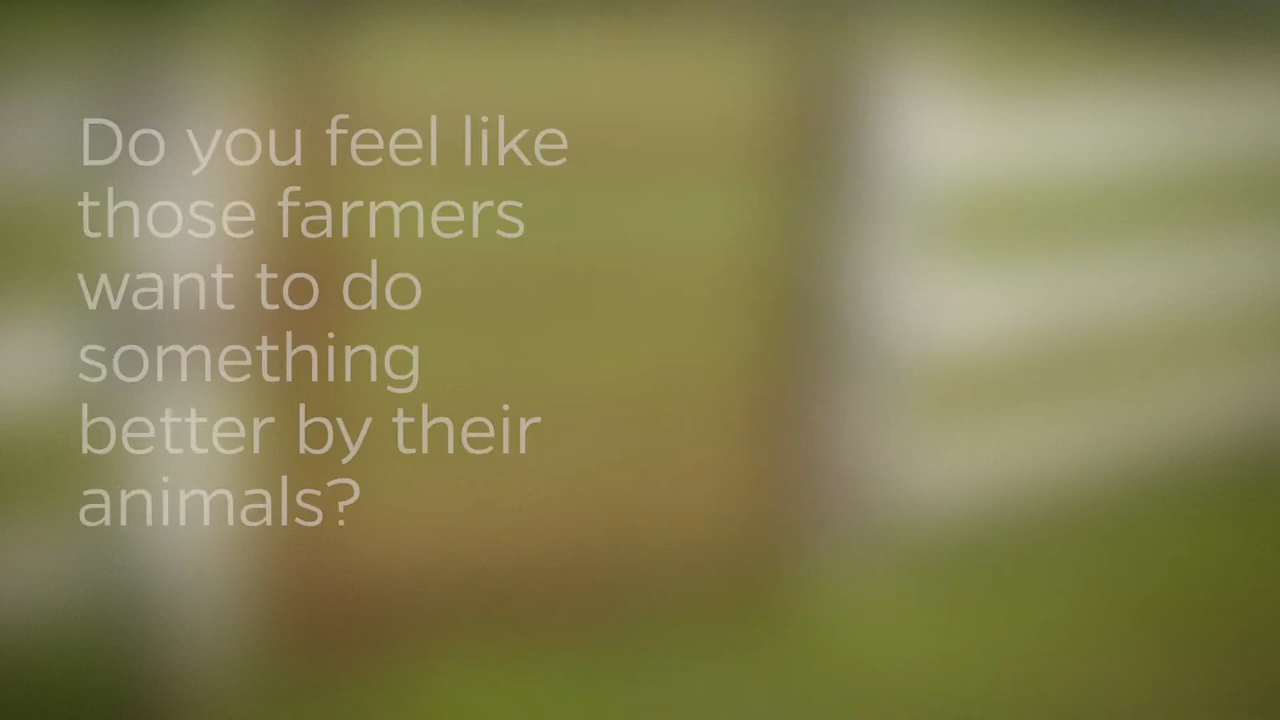 Do you feel like
those farmers
want to do
something
better by their
animals?